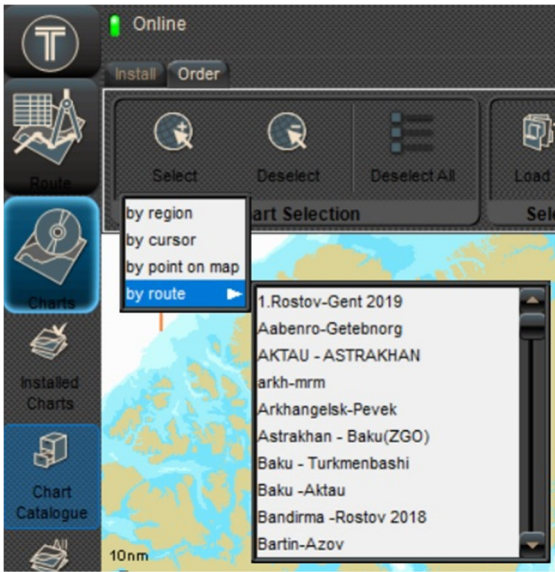 Online
Install Order
Route
Select
Deselect
Deselect All
Load
art Selection
Sel
by region
by cursor
by point on map
by route
1.Rostov-Gent 2019
Aabenro-Getebnorg
AKTAU - ASTRAKHAN
arkh-mrm
Arkhangelsk-Pevek
Astrakhan - Baku(ZGO)
Baku - Turkmenbashi
Baku -Aktau
Bandirma -Rostov 2018
Bartin-Azov
Charts
Installed
Charts
Chart
Catalogue
10nm